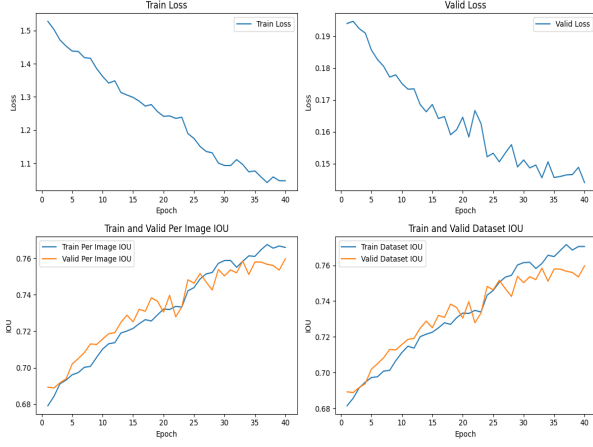 Train Loss
Train Loss
1.5
1.4
1.3
1.2
1.1
Loss
0 5 10 15 20 25 30 35 40
Epoch
Valid Loss
Valid Loss
0.19
0.18
0.17
0.16
0.15
Loss
0 5 10 15 20 25 30 35 40
Epoch
Train and Valid Per Image IOU
Train Per Image IOU
Valid Per Image IOU
0.76
0.74
0.72
0.70
0.68
IOU
0 5 10 15 20 25 30 35 40
Epoch
Train and Valid Dataset IOU
Train Dataset IOU
Valid Dataset IOU
0.76
0.74
0.72
0.70
0.68
IOU
0 5 10 15 20 25 30 35 40
Epoch